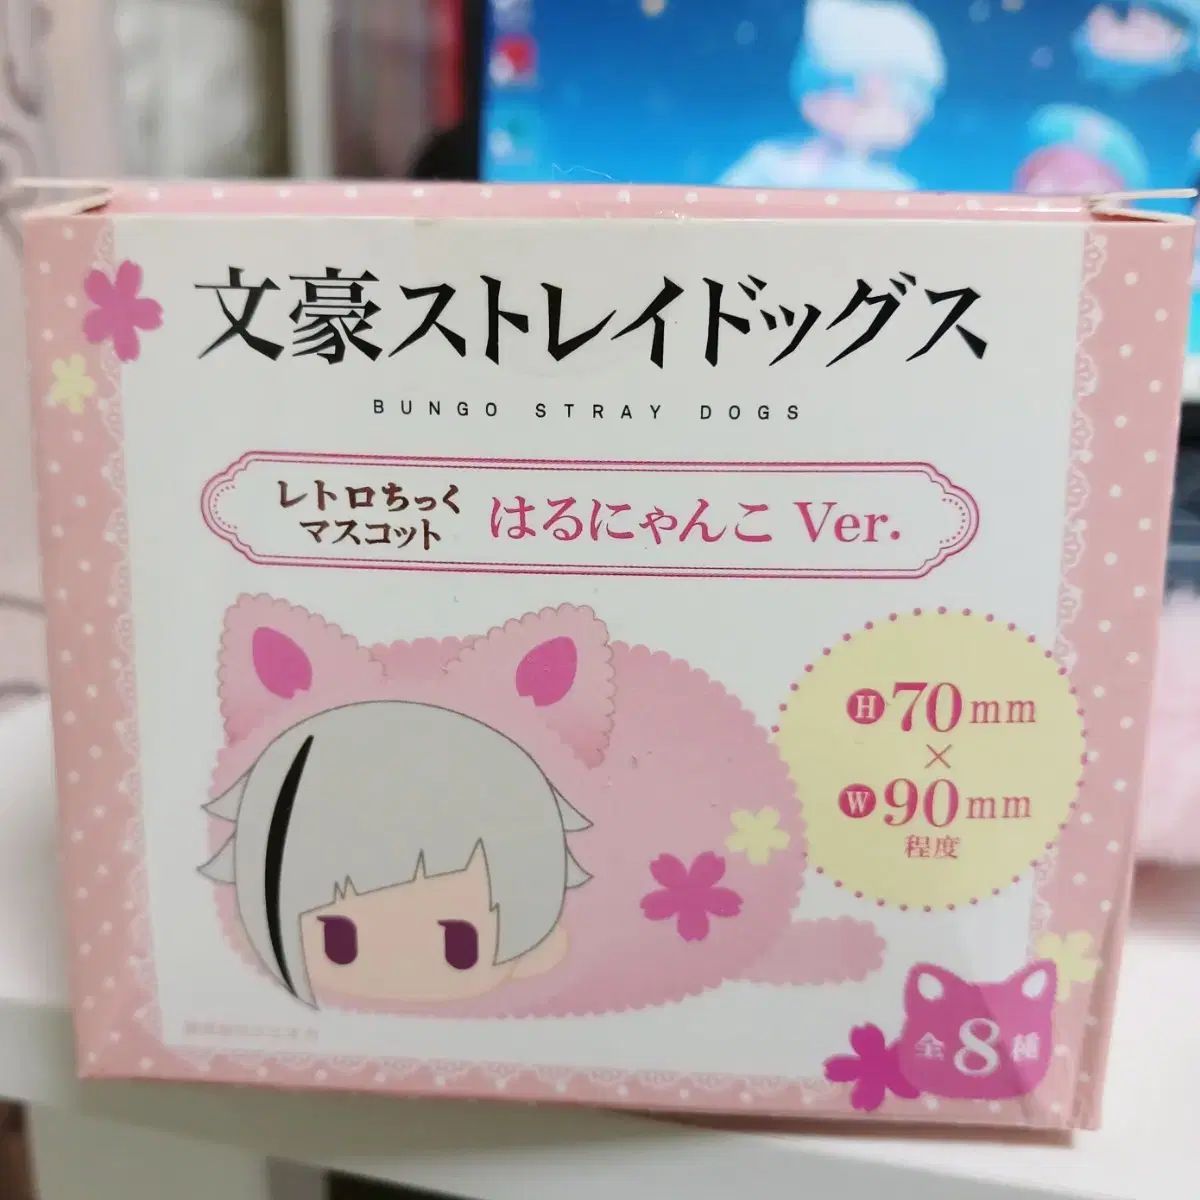 文豪ストレイドッグス
BUNGO STRAY DOGS
レトロちっく
マスコット
はるにゃんこ Ver.
H 70mm
×
W 90mm
程度
全8種